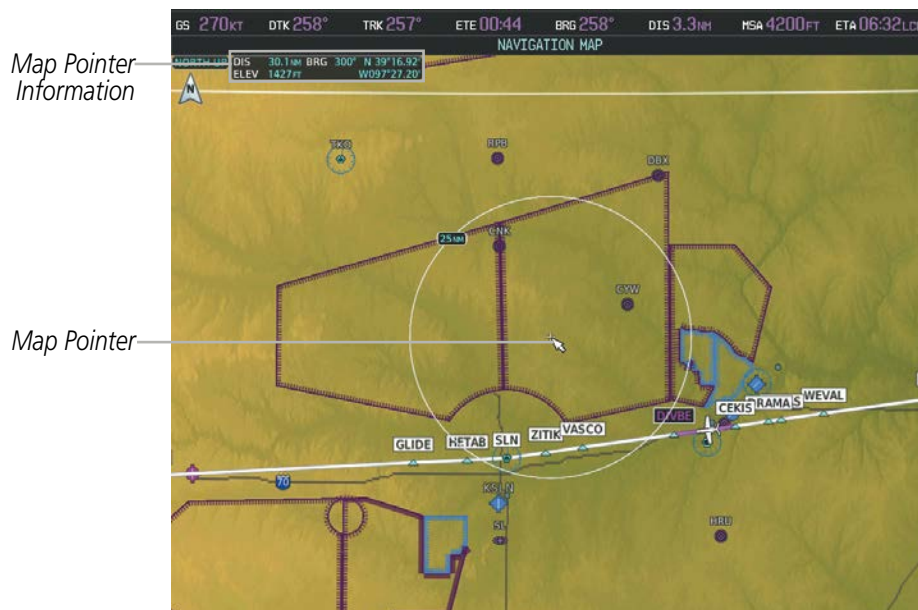 GS 270KT DTK 258° TRK 257° ETE 00:44 BRG 258° DIS 3.3NM MSA 4200FT ETA 06:32LCL
NAVIGATION MAP
Map Pointer
Information
NORTH UP
DIS 30.1NM BRG 300° N 39°16.92'
ELEV 1427FT W097°27.20'
N
TKO
RPB
DBX
25NM
CNK
CYW
Map Pointer
WEVAL
DRAMA S
CEKIS
VASCO
ZITIK
SLN
HETAB
GLIDE
70
KSLN
SL
HRU